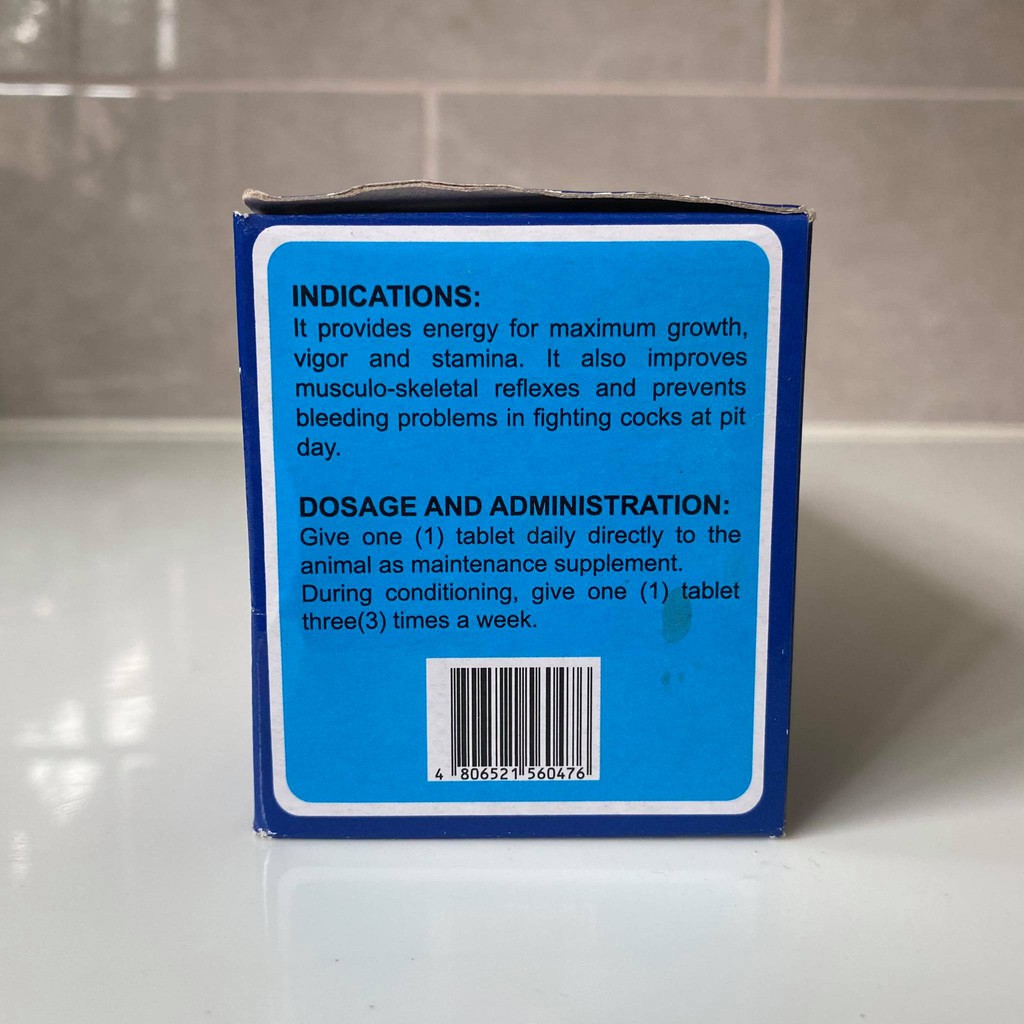 INDICATIONS:
It provides energy for maximum growth,
vigor and stamina. It also improves
musculo-skeletal reflexes and prevents
bleeding problems in fighting cocks at pit
day.
DOSAGE AND ADMINISTRATION:
Give one (1) tablet daily directly to the
animal as maintenance supplement.
During conditioning, give one (1) tablet
three(3) times a week.
4 806521 560476